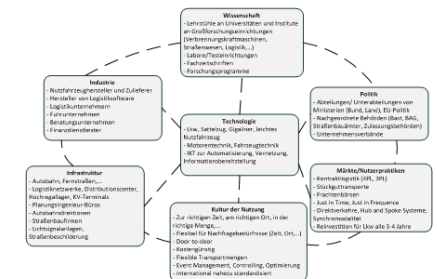 Wissenschaft
- Lehrstühle an Universitäten und Institute
an Großforschungseinrichtungen
(Verbrennungskraftmaschinen,
Straßenwesen, Logistik,...)
- Labore/Testeinrichtungen
- Fachzeitschriften
- Forschungsprogramme
Industrie
- Nutzfahrzeughersteller und Zulieferer
- Hersteller von Logistiksoftware
- Logistikunternehmen
- Fuhrunternehmen
- Beratungsunternehmen
- Finanzdienstleister
Politik
- Abteilungen/ Unterabteilungen von
Ministerien (Bund, Land), EU-Politik
- Nachgeordnete Behörden (Bast, BAG,
Straßenbauämter, Zulassungsbehörden)
- Unternehmensverbände
Technologie
- Lkw, Sattelzug, Gigaliner, leichtes
Nutzfahrzeug
- Motorentechnik, Fahrzeugtechnik
- IKT zur Automatisierung, Vernetzung,
Informationsbereitstellung
Infrastruktur
- Autobahn, Fernstraßen,...
- Logistiknetzwerke, Distributionscenter,
Hochregallager, KV-Terminals
- Planungsingenieur-Büros
- Autobahndirektionen
- Straßenbaufirmen
- Lichtsignalanlagen,
Straßenbeschilderung
Märkte/Nutzerpraktiken
- Kontraktlogistik (4PL, 3PL)
- Stückguttransporte
- Frachtenbörsen
- Just in Time, Just in Frequence
- Direktverkehre, Hub and Spoke Systeme,
Synchromodalität
- Reinvestition für Lkw alle 3-4 Jahre
Kultur der Nutzung
- Zur richtigen Zeit, am richtigen Ort, in der
richtige Menge,...
- Flexibel für Nachfragebedürfnisse (Zeit, Ort,...)
- Door-to-door
- Kostengünstig
- Flexible Transportmengen
- Event Management, Controlling, Optimierung
- International nahezu standardisiert